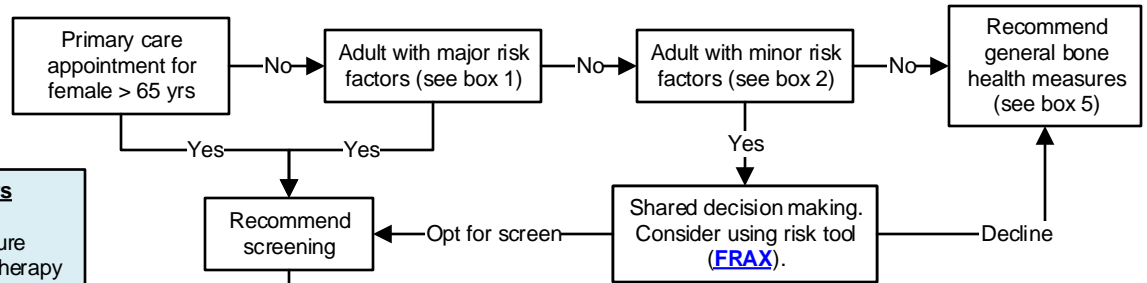 Primary care
appointment for
female > 65 yrs
No
Adult with major risk
factors (see box 1)
No
Adult with minor risk
factors (see box 2)
No
Recommend
general bone
health measures
(see box 5)
Yes
Yes
Yes
Recommend
screening
Opt for screen
Shared decision making.
Consider using risk tool
(FRAX).
Decline